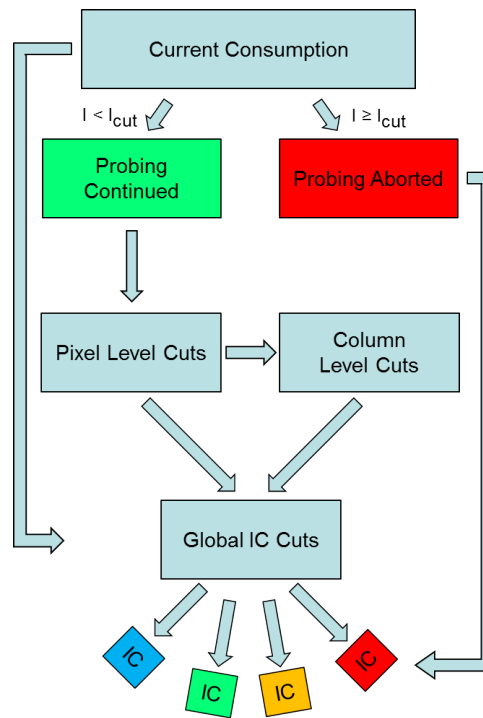 Current Consumption
I < Icut
I ≥ Icut
Probing
Continued
Probing Aborted
Pixel Level Cuts
Column
Level Cuts
Global IC Cuts
IC
IC
IC
IC